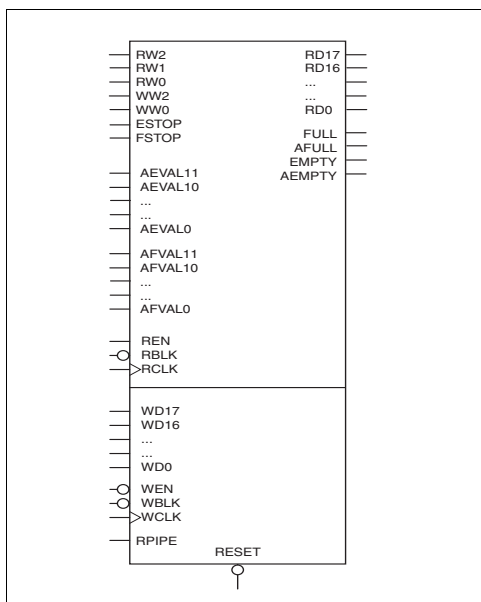 RW2
RW1
RW0
WW2
WW0
ESTOP
FSTOP
AEVAL11
AEVAL10
...
...
AEVAL0
AFVAL11
AFVAL10
...
...
AFVAL0
REN
RBLK
RCLK
RD17
RD16
...
...
RD0
FULL
AFULL
EMPTY
AEMPTY
WD17
WD16
...
...
WD0
WEN
WBLK
WCLK
RPIPE
RESET